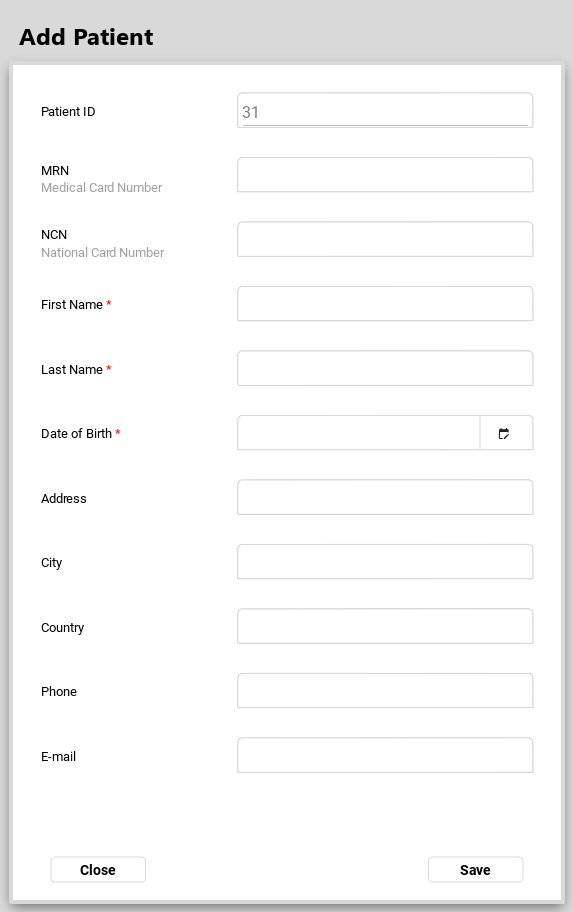 Add Patient
Patient ID
31
MRN
Medical Card Number
NCN
National Card Number
First Name *
Last Name *
Date of Birth *
Address
City
Country
Phone
E-mail
Close
Save